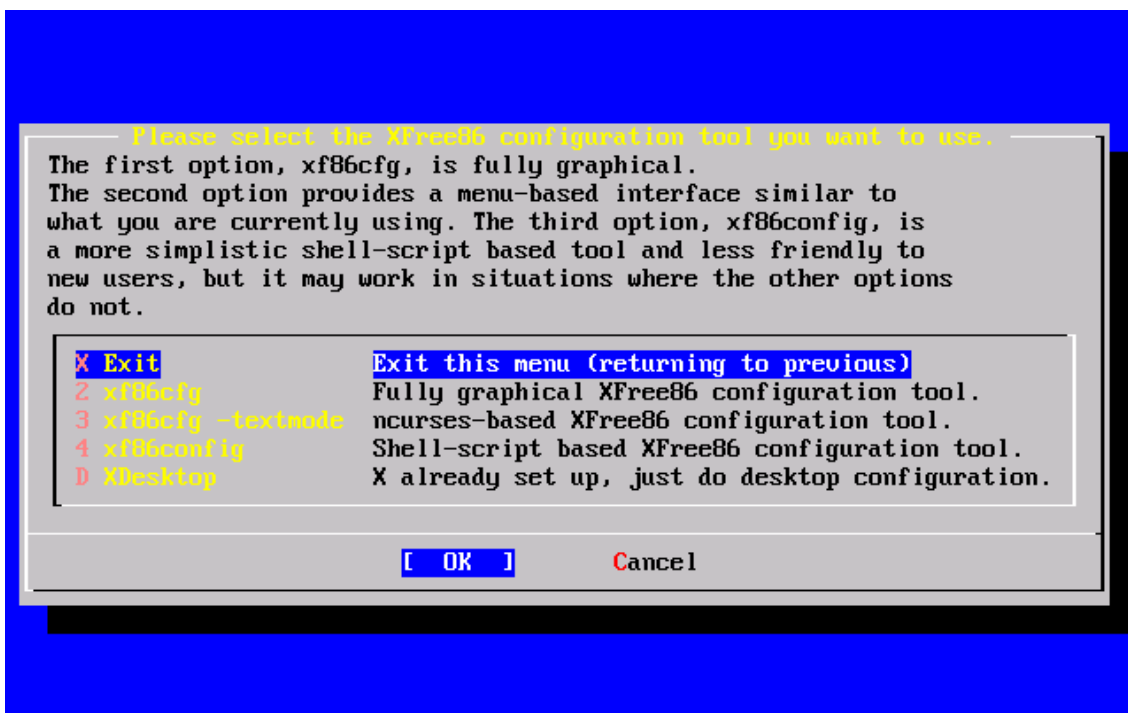 Please select the XFree86 configuration tool you want to use.
The first option, xf86cfg, is fully graphical.
The second option provides a menu-based interface similar to
what you are currently using. The third option, xf86config, is
a more simplistic shell-script based tool and less friendly to
new users, but it may work in situations where the other options
do not.
X Exit Exit this menu (returning to previous)
2 xf86cfg Fully graphical XFree86 configuration tool.
3 xf86cfg -textmode ncurses-based XFree86 configuration tool.
4 xf86config Shell-script based XFree86 configuration tool.
D XDesktop X already set up, just do desktop configuration.
[ OK ] Cancel